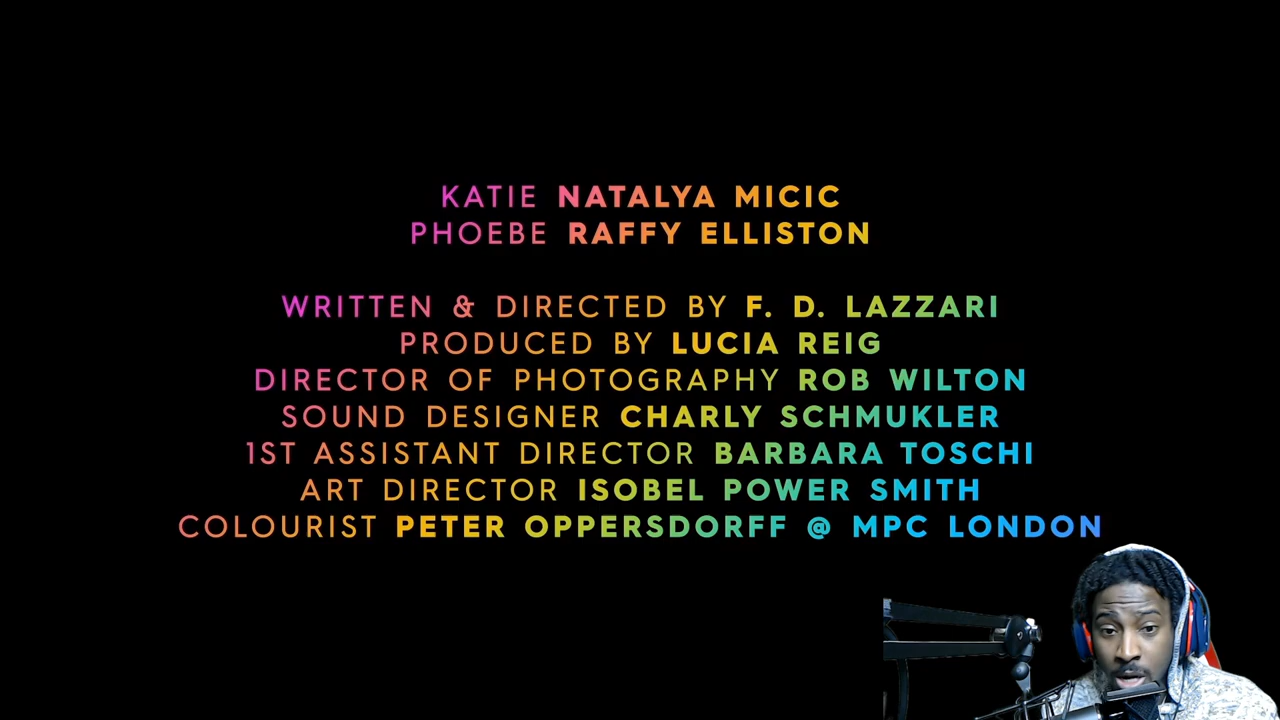 KATIE NATALYA MICIC
PHOEBE RAFFY ELLISTON
WRITTEN & DIRECTED BY F. D. LAZZARI
PRODUCED BY LUCIA REIG
DIRECTOR OF PHOTOGRAPHY ROB WILTON
SOUND DESIGNER CHARLY SCHMUKLER
1ST ASSISTANT DIRECTOR BARBARA TOSCHI
ART DIRECTOR ISOBEL POWER SMITH
COLOURIST PETER OPPERSDORFF @ MPC LONDON